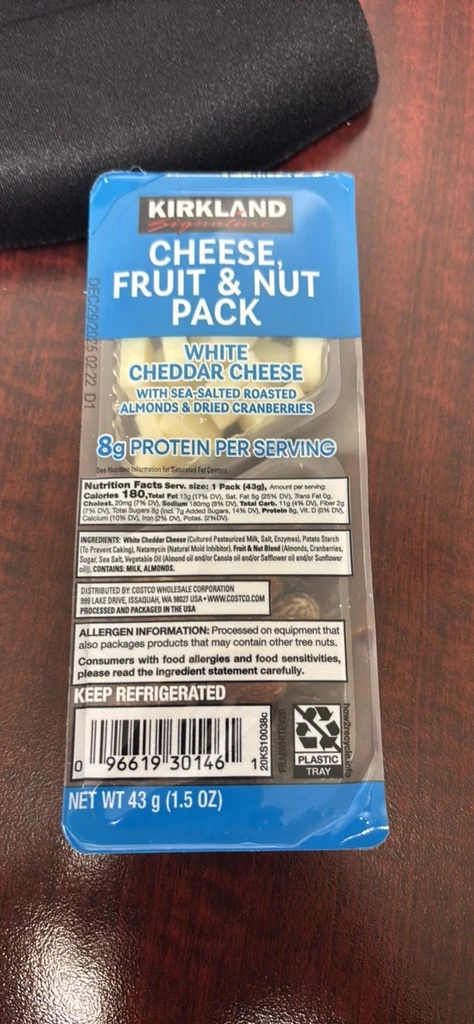 KIRKLAND
Signature
CHEESE,
FRUIT & NUT
PACK
DEC/29/2025 02 22 D1
WHITE
CHEDDAR CHEESE
WITH SEA-SALTED ROASTED
ALMONDS & DRIED CRANBERRIES
8g PROTEIN PER SERVING
See Nutrition Information for Saturated Fat Content.
Nutrition Facts Serv. size: 1 Pack (43g), Amount per serving:
Calories 180, Total Fat 13g (17% DV), Sat. Fat 5g (25% DV), Trans Fat 0g,
Cholest. 20mg (7% DV), Sodium 180mg (8% DV), Total Carb. 11g (4% DV), Fiber 2g
(7% DV), Total Sugars 8g (Incl. 7g Added Sugars, 14% DV), Protein 8g, Vit. D (0% DV),
Calcium (10% DV), Iron (2% DV), Potas. (2%DV).
INGREDIENTS: White Cheddar Cheese (Cultured Pasteurized Milk, Salt, Enzymes), Potato Starch
(To Prevent Caking), Natamycin (Natural Mold Inhibitor). Fruit & Nut Blend (Almonds, Cranberries,
Sugar, Sea Salt, Vegetable Oil (Almond oil and/or Canola oil and/or Safflower oil and/or Sunflower
oil)). CONTAINS: MILK, ALMONDS.
DISTRIBUTED BY: COSTCO WHOLESALE CORPORATION
999 LAKE DRIVE, ISSAQUAH, WA 98027 USA • WWW.COSTCO.COM
PROCESSED AND PACKAGED IN THE USA
ALLERGEN INFORMATION: Processed on equipment that
also packages products that may contain other tree nuts.
Consumers with food allergies and food sensitivities,
please read the ingredient statement carefully.
KEEP REFRIGERATED
0 96619 30146 1
20KS10038c
how2recycle.info
PLASTIC
TRAY
NET WT 43 g (1.5 OZ)